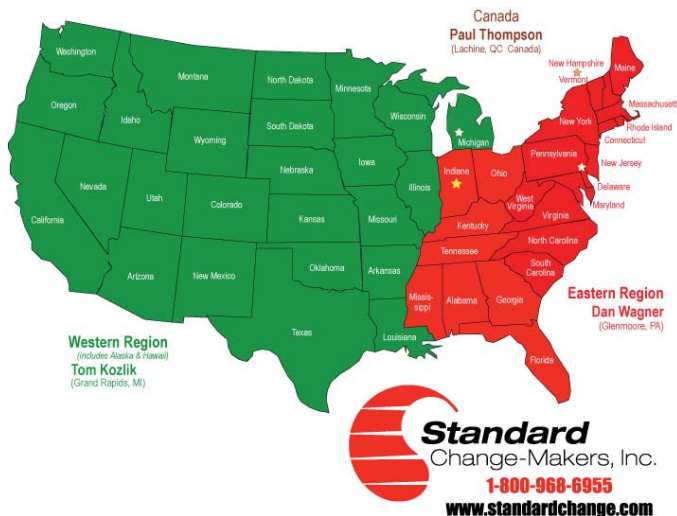 Canada
Paul Thompson
(Lachine, QC Canada)
Washington
Montana
North Dakota
Minnesota
New Hampshire
Vermont
Maine
Oregon
Idaho
South Dakota
Wisconsin
Michigan
New York
Massachusett
Rhode Island
Connecticut
Wyoming
Nebraska
Iowa
Illinois
Indiana
Ohio
Pennsylvania
New Jersey
Delaware
Maryland
Nevada
Utah
Colorado
Kansas
Missouri
Kentucky
West
Virginia
Virginia
California
Arizona
New Mexico
Oklahoma
Arkansas
Tennessee
North Carolina
South
Carolina
Texas
Louisiana
Missis-
sippi
Alabama
Georgia
Florida
Eastern Region
Dan Wagner
(Glenmoore, PA)
Western Region
(includes Alaska & Hawaii)
Tom Kozlik
(Grand Rapids, MI)
Standard
Change-Makers, Inc.
1-800-968-6955
www.standardchange.com